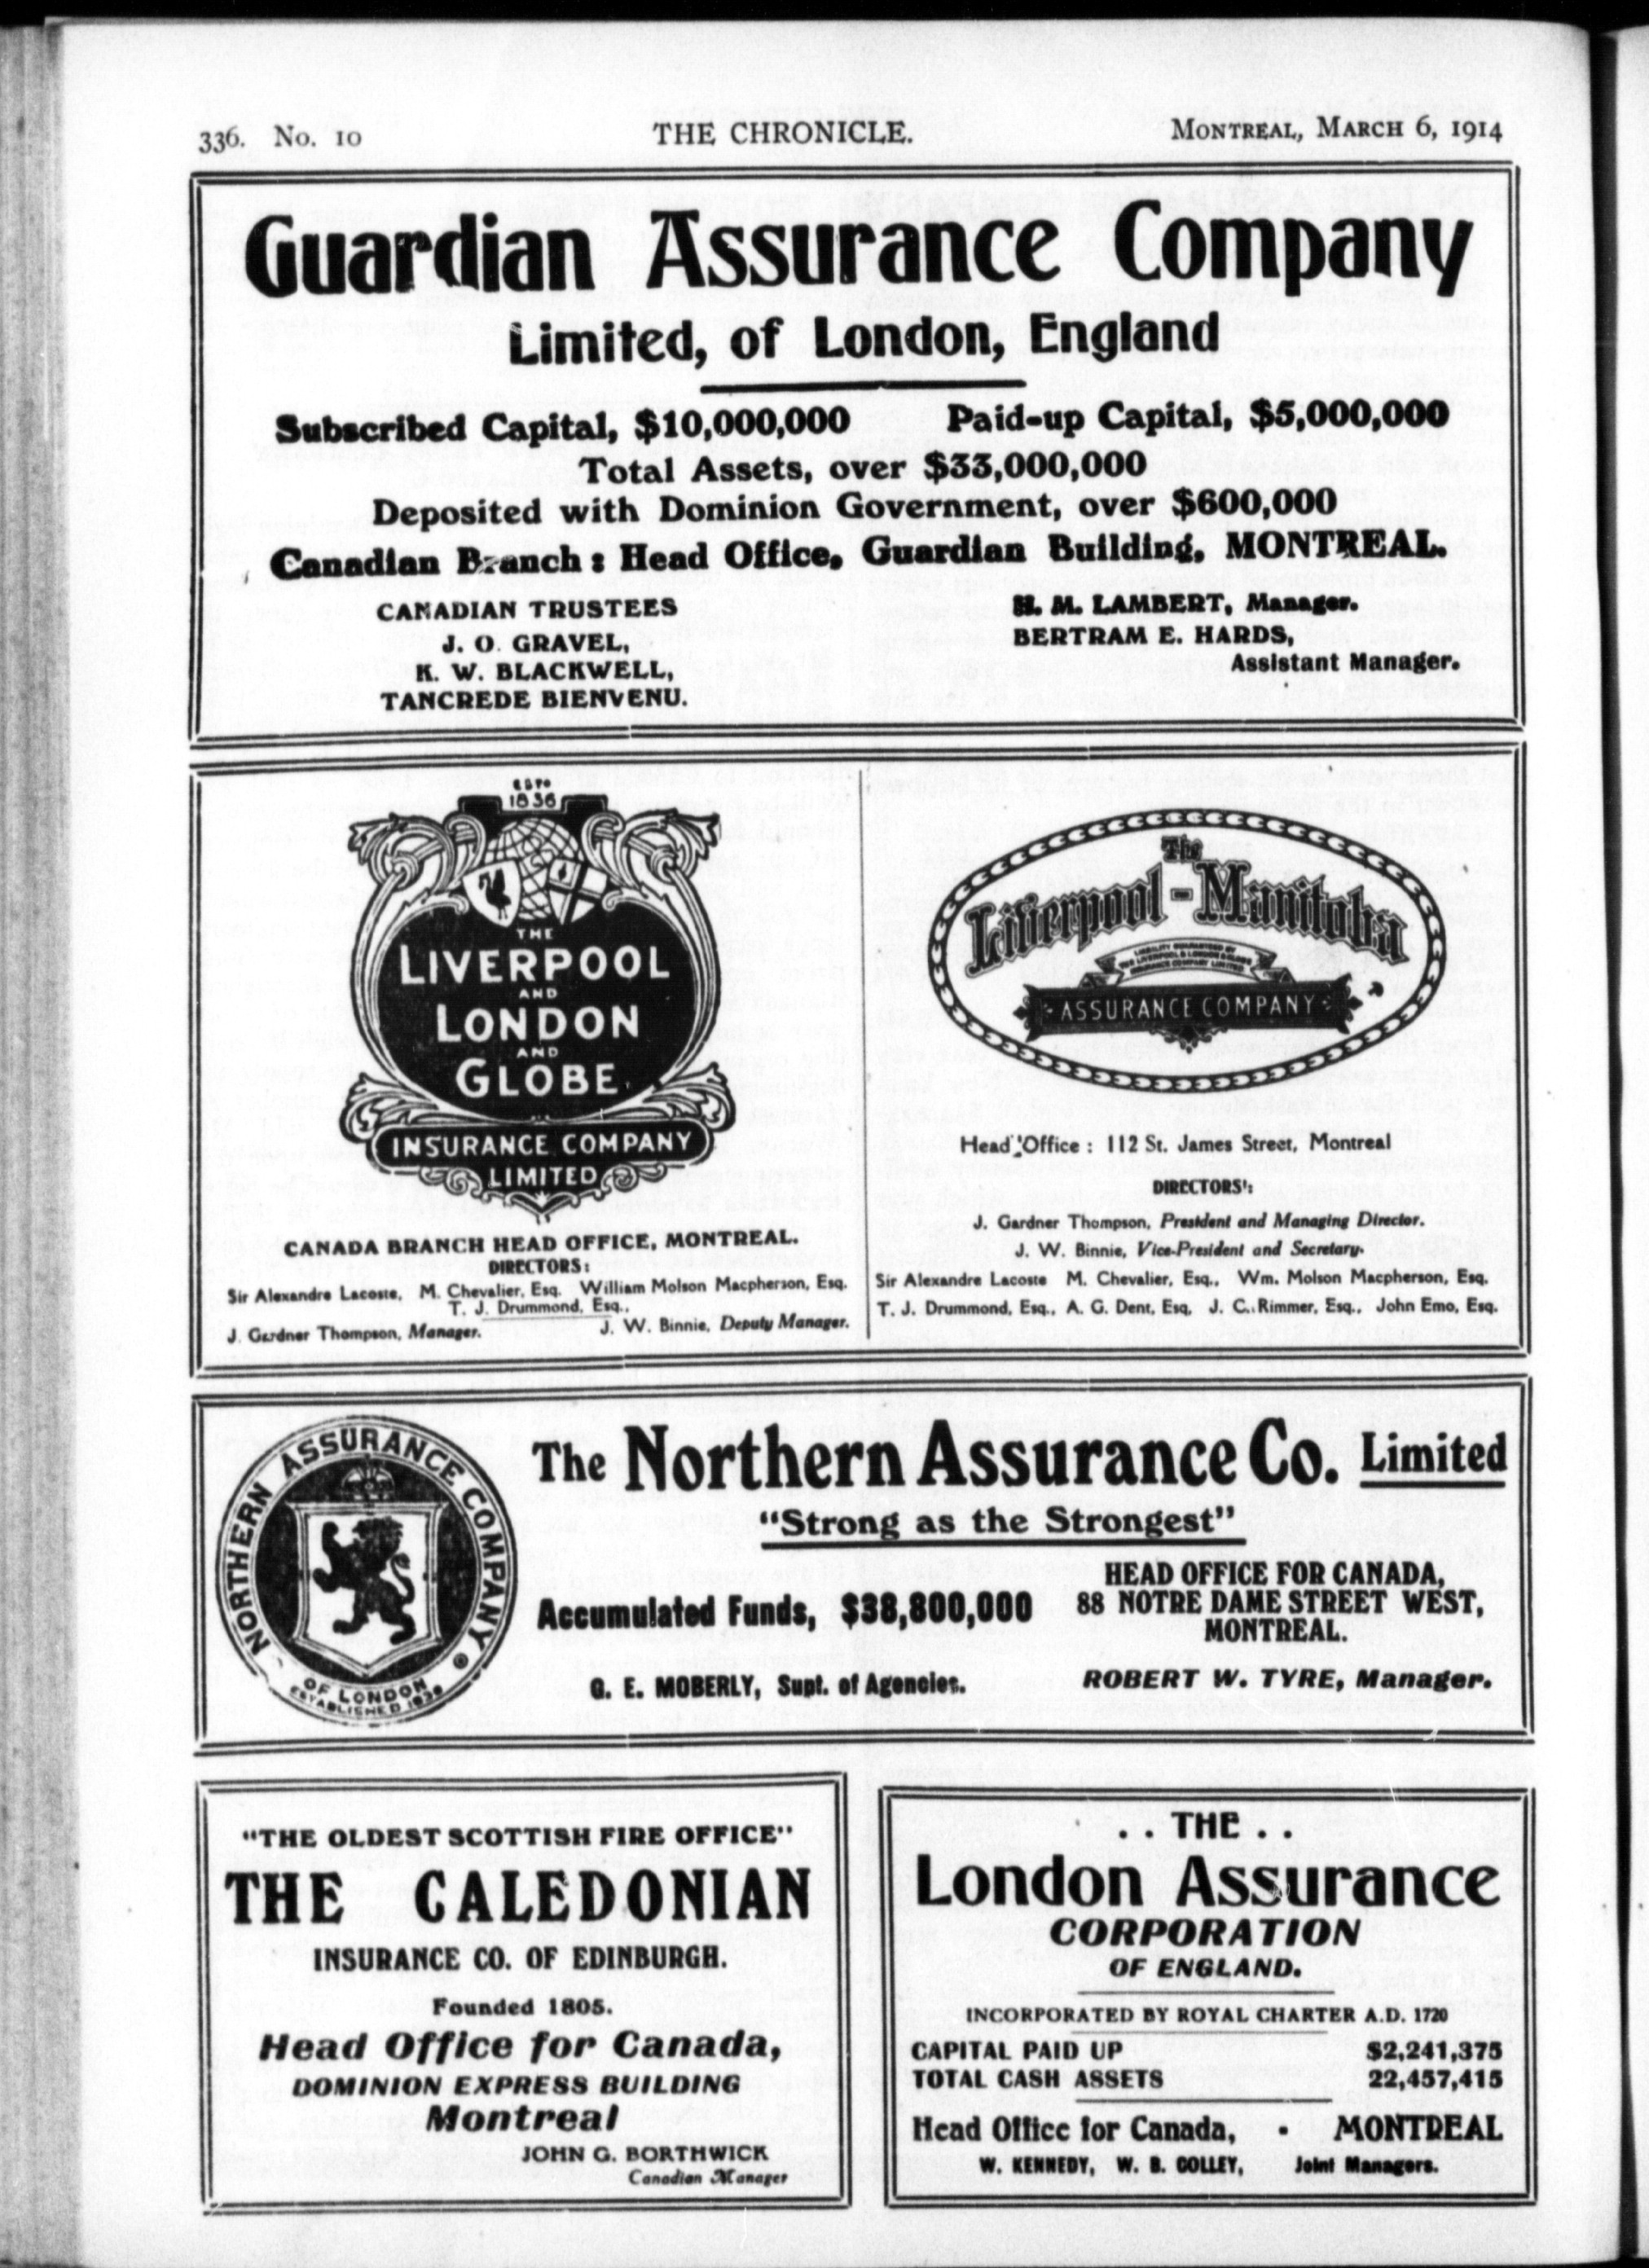 336. No. 10 THE CHRONICLE. MONTREAL, MARCH 6, 1914
Guardian Assurance Company
Limited, of London, England
Subscribed Capital, $10,000,000 Paid-up Capital, $5,000,000
Total Assets, over $33,000,000
Deposited with Dominion Government, over $600,000
Canadian Branch: Head Office, Guardian Building, MONTREAL.
CANADIAN TRUSTEES
J. O. GRAVEL,
K. W. BLACKWELL,
TANCREDE BIENVENU.
H. M. LAMBERT, Manager.
BERTRAM E. HARDS,
Assistant Manager.
ESTD
1836
THE
LIVERPOOL
AND
LONDON
AND
GLOBE
INSURANCE COMPANY
LIMITED
CANADA BRANCH HEAD OFFICE, MONTREAL.
DIRECTORS:
Sir Alexandre Lacoste, M. Chevalier, Esq. William Molson Macpherson, Esq.
T. J. Drummond, Esq.,
J. Gardner Thompson, Manager. J. W. Binnie, Deputy Manager.
The
Liverpool-Manitoba
LIABILITY GUARANTEED BY
THE LIVERPOOL & LONDON & GLOBE
INSURANCE COMPANY LIMITED
ASSURANCE COMPANY
Head Office: 112 St. James Street, Montreal
DIRECTORS':
J. Gardner Thompson, President and Managing Director.
J. W. Binnie, Vice-President and Secretary.
Sir Alexandre Lacoste M. Chevalier, Esq., Wm. Molson Macpherson, Esq.
T. J. Drummond, Esq., A. G. Dent, Esq, J. C. Rimmer, Esq., John Emo, Esq.
NORTHERN ASSURANCE COMPANY
OF LONDON
ESTABLISHED 1836
The Northern Assurance Co. Limited
"Strong as the Strongest"
Accumulated Funds, $38,800,000
HEAD OFFICE FOR CANADA,
88 NOTRE DAME STREET WEST,
MONTREAL.
G. E. MOBERLY, Supt. of Agencies. ROBERT W. TYRE, Manager.
"THE OLDEST SCOTTISH FIRE OFFICE"
THE CALEDONIAN
INSURANCE CO. OF EDINBURGH.
Founded 1805.
Head Office for Canada,
DOMINION EXPRESS BUILDING
Montreal
JOHN G. BORTHWICK
Canadian Manager
. . THE . .
London Assurance
CORPORATION
OF ENGLAND.
INCORPORATED BY ROYAL CHARTER A.D. 1720
CAPITAL PAID UP $2,241,375
TOTAL CASH ASSETS 22,457,415
Head Office for Canada, - MONTREAL
W. KENNEDY, W. B. COLLEY, Joint Managers.